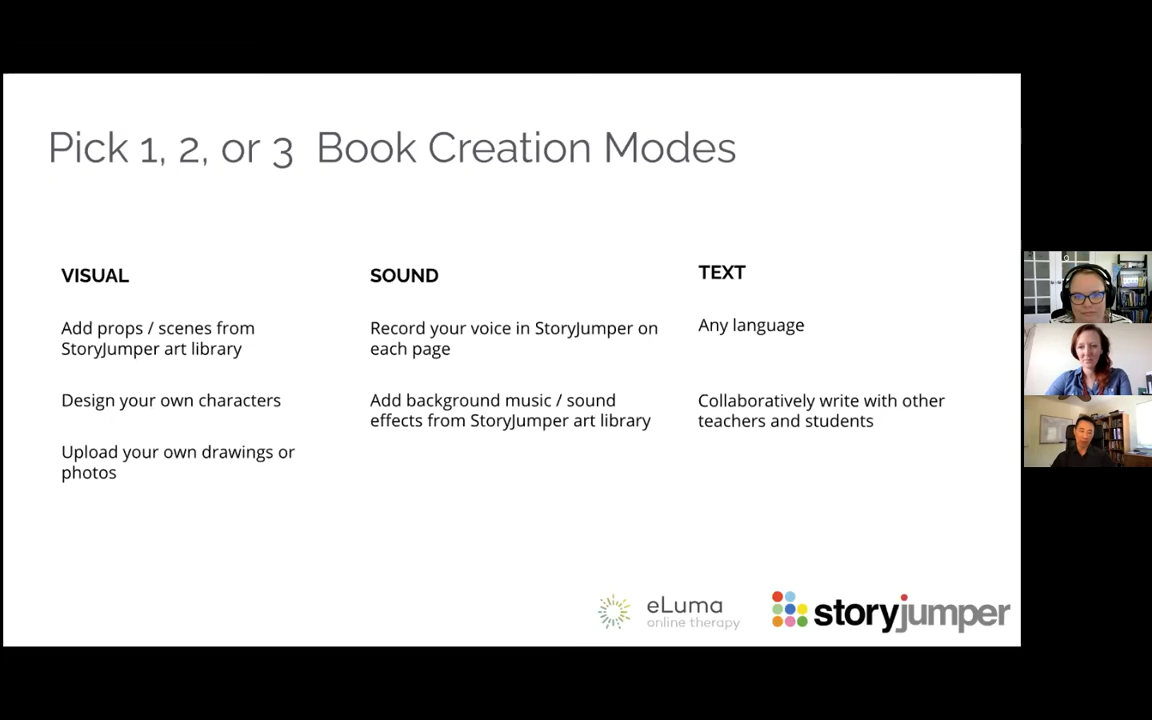 Pick 1, 2, or 3 Book Creation Modes
VISUAL
Add props / scenes from
StoryJumper art library
Design your own characters
Upload your own drawings or
photos
SOUND
Record your voice in StoryJumper on
each page
Add background music / sound
effects from StoryJumper art library
TEXT
Any language
Collaboratively write with other
teachers and students
eLuma
online therapy
storyjumper